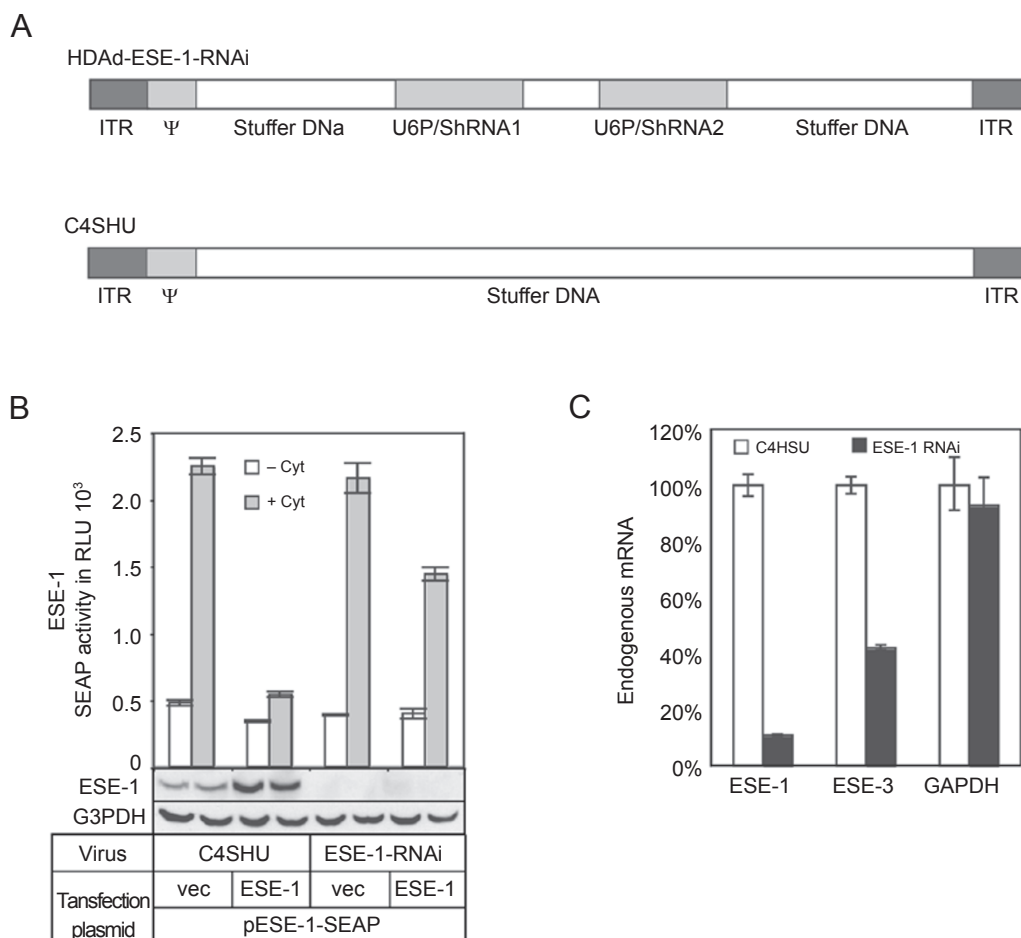 A
HDAd-ESE-1-RNAi
ITR Ψ Stuffer DNa U6P/ShRNA1 U6P/ShRNA2 Stuffer DNA ITR
C4SHU
ITR Ψ Stuffer DNA ITR
B
ESE-1
SEAP activity in RLU 10³
2.5
2.0
1.5
1.0
0.5
0
– Cyt
+ Cyt
ESE-1
G3PDH
Virus C4SHU ESE-1-RNAi
Tansfection plasmid vec ESE-1 vec ESE-1
pESE-1-SEAP
C
Endogenous mRNA
120%
100%
80%
60%
40%
20%
0%
C4HSU ESE-1 RNAi
ESE-1 ESE-3 GAPDH